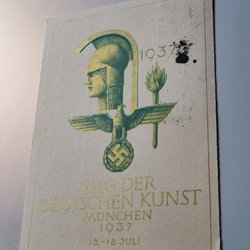 1937
TAG DER
DEUTSCHEN KUNST
MÜNCHEN
1937
16.-18. JULI